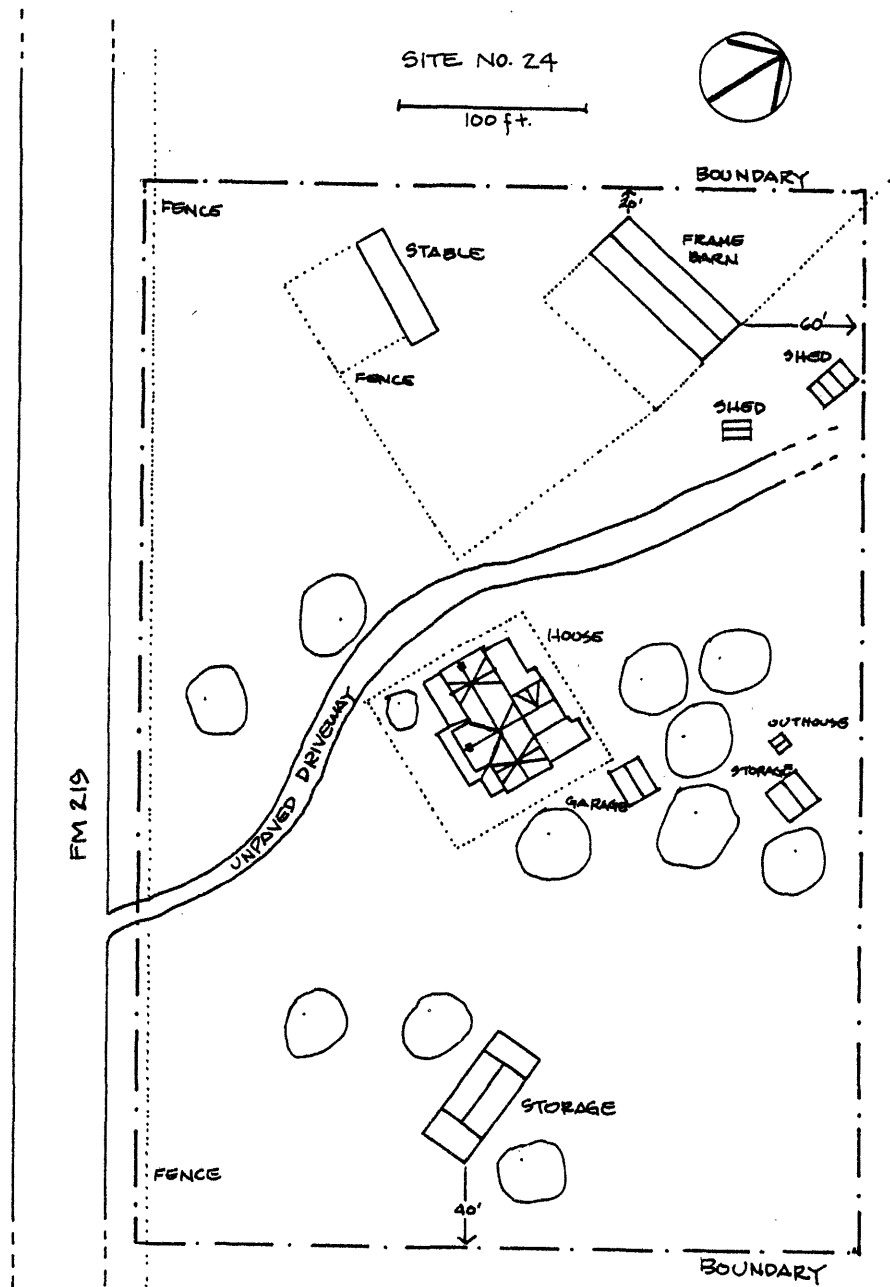 SITE NO. 24
100 ft.
BOUNDARY
FENCE
20'
STABLE
FRAME
BARN
60'
SHED
FENCE
SHED
HOUSE
UNPAVED DRIVEWAY
OUTHOUSE
STORAGE
GARAGE
FM 219
STORAGE
FENCE
40'
BOUNDARY